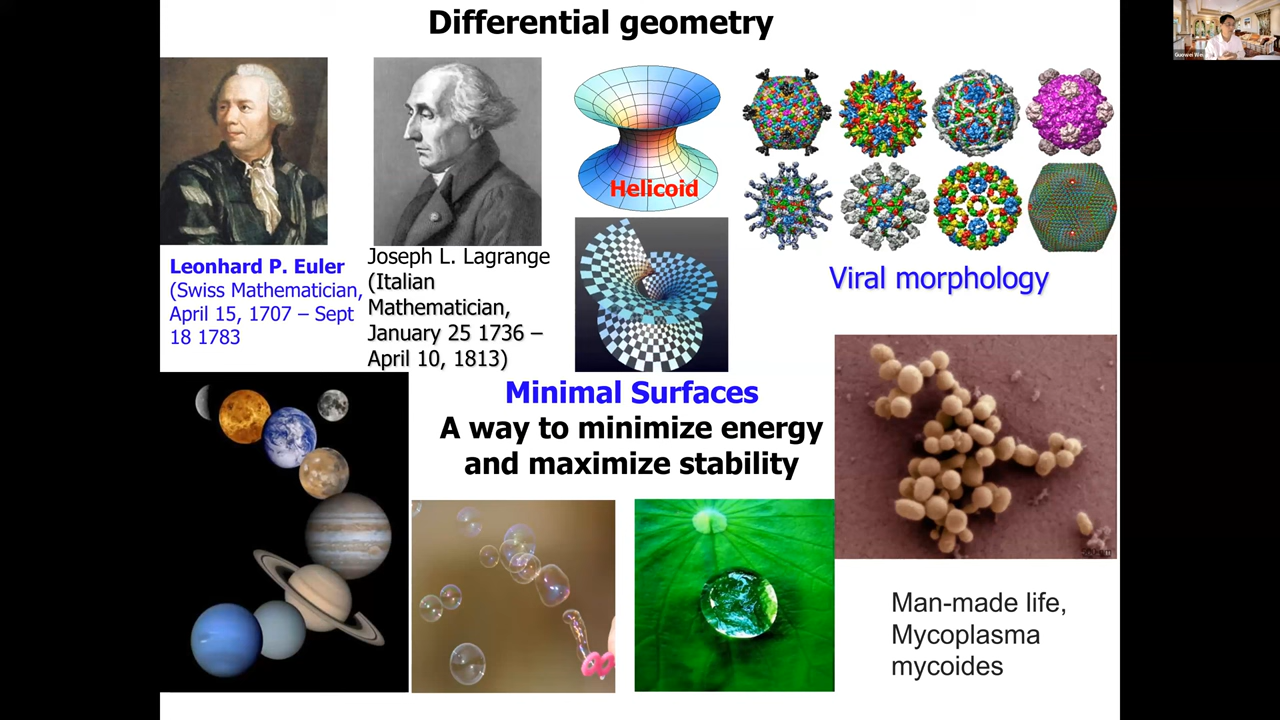 Differential geometry
Guowei Wei
Helicoid
Leonhard P. Euler
(Swiss Mathematician,
April 15, 1707 – Sept
18 1783
Joseph L. Lagrange
(Italian
Mathematician,
January 25 1736 –
April 10, 1813)
Viral morphology
Minimal Surfaces
A way to minimize energy
and maximize stability
Man-made life,
Mycoplasma
mycoides